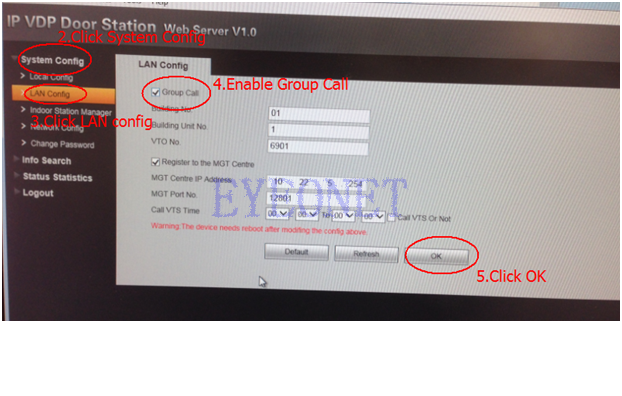 IP VDP Door Station Web Server V1.0
2.Click System Config
System Config
Local Config
LAN Config
3.Click LAN config
Indoor Station Manager
Network Config
Change Password
Info Search
Status Statistics
Logout
LAN Config
Group Call
4.Enable Group Call
Building No.
01
Building Unit No.
1
VTO No.
6901
Register to the MGT Centre
MGT Centre IP Address
10 22 254
MGT Port No.
12801
EYEONET
Call VTS Time
00 00 To 00 00 Call VTS Or Not
Warning:The device needs reboot after modifing the config above.
Default
Refresh
OK
5.Click OK